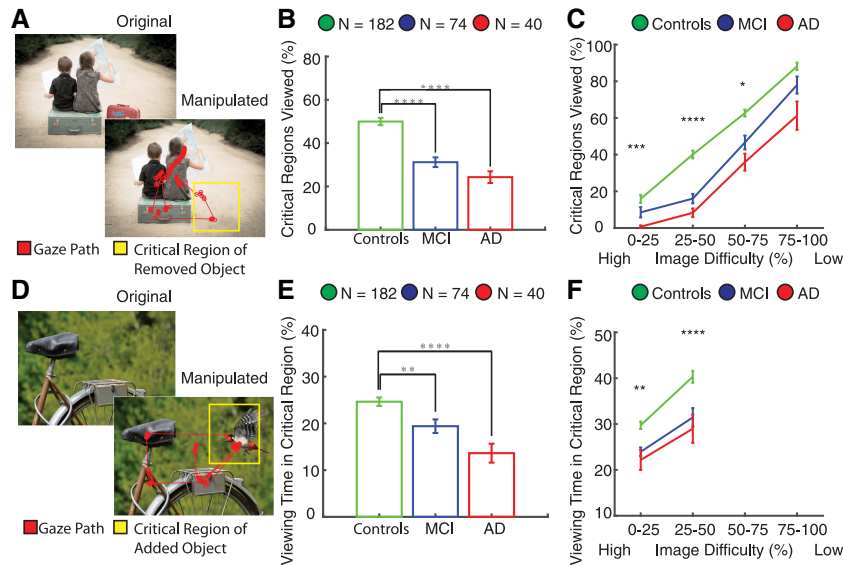 A
Original
Manipulated
Gaze Path
Critical Region of
Removed Object
B
N = 182 N = 74 N = 40
Critical Regions Viewed (%)
80
60
40
20
0
****
****
Controls MCI AD
C
Controls MCI AD
Critical Regions Viewed (%)
100
80
60
40
20
0
***
****
*
0-25 25-50 50-75 75-100
High Image Difficulty (%) Low
D
Original
Manipulated
Gaze Path
Critical Region of
Added Object
E
N = 182 N = 74 N = 40
Viewing Time in Critical Region (%)
40
30
20
10
0
****
**
Controls MCI AD
F
Controls MCI AD
Viewing Time in Critical Region (%)
50
40
30
20
10
**
****
0-25 25-50 50-75 75-100
High Image Difficulty (%) Low